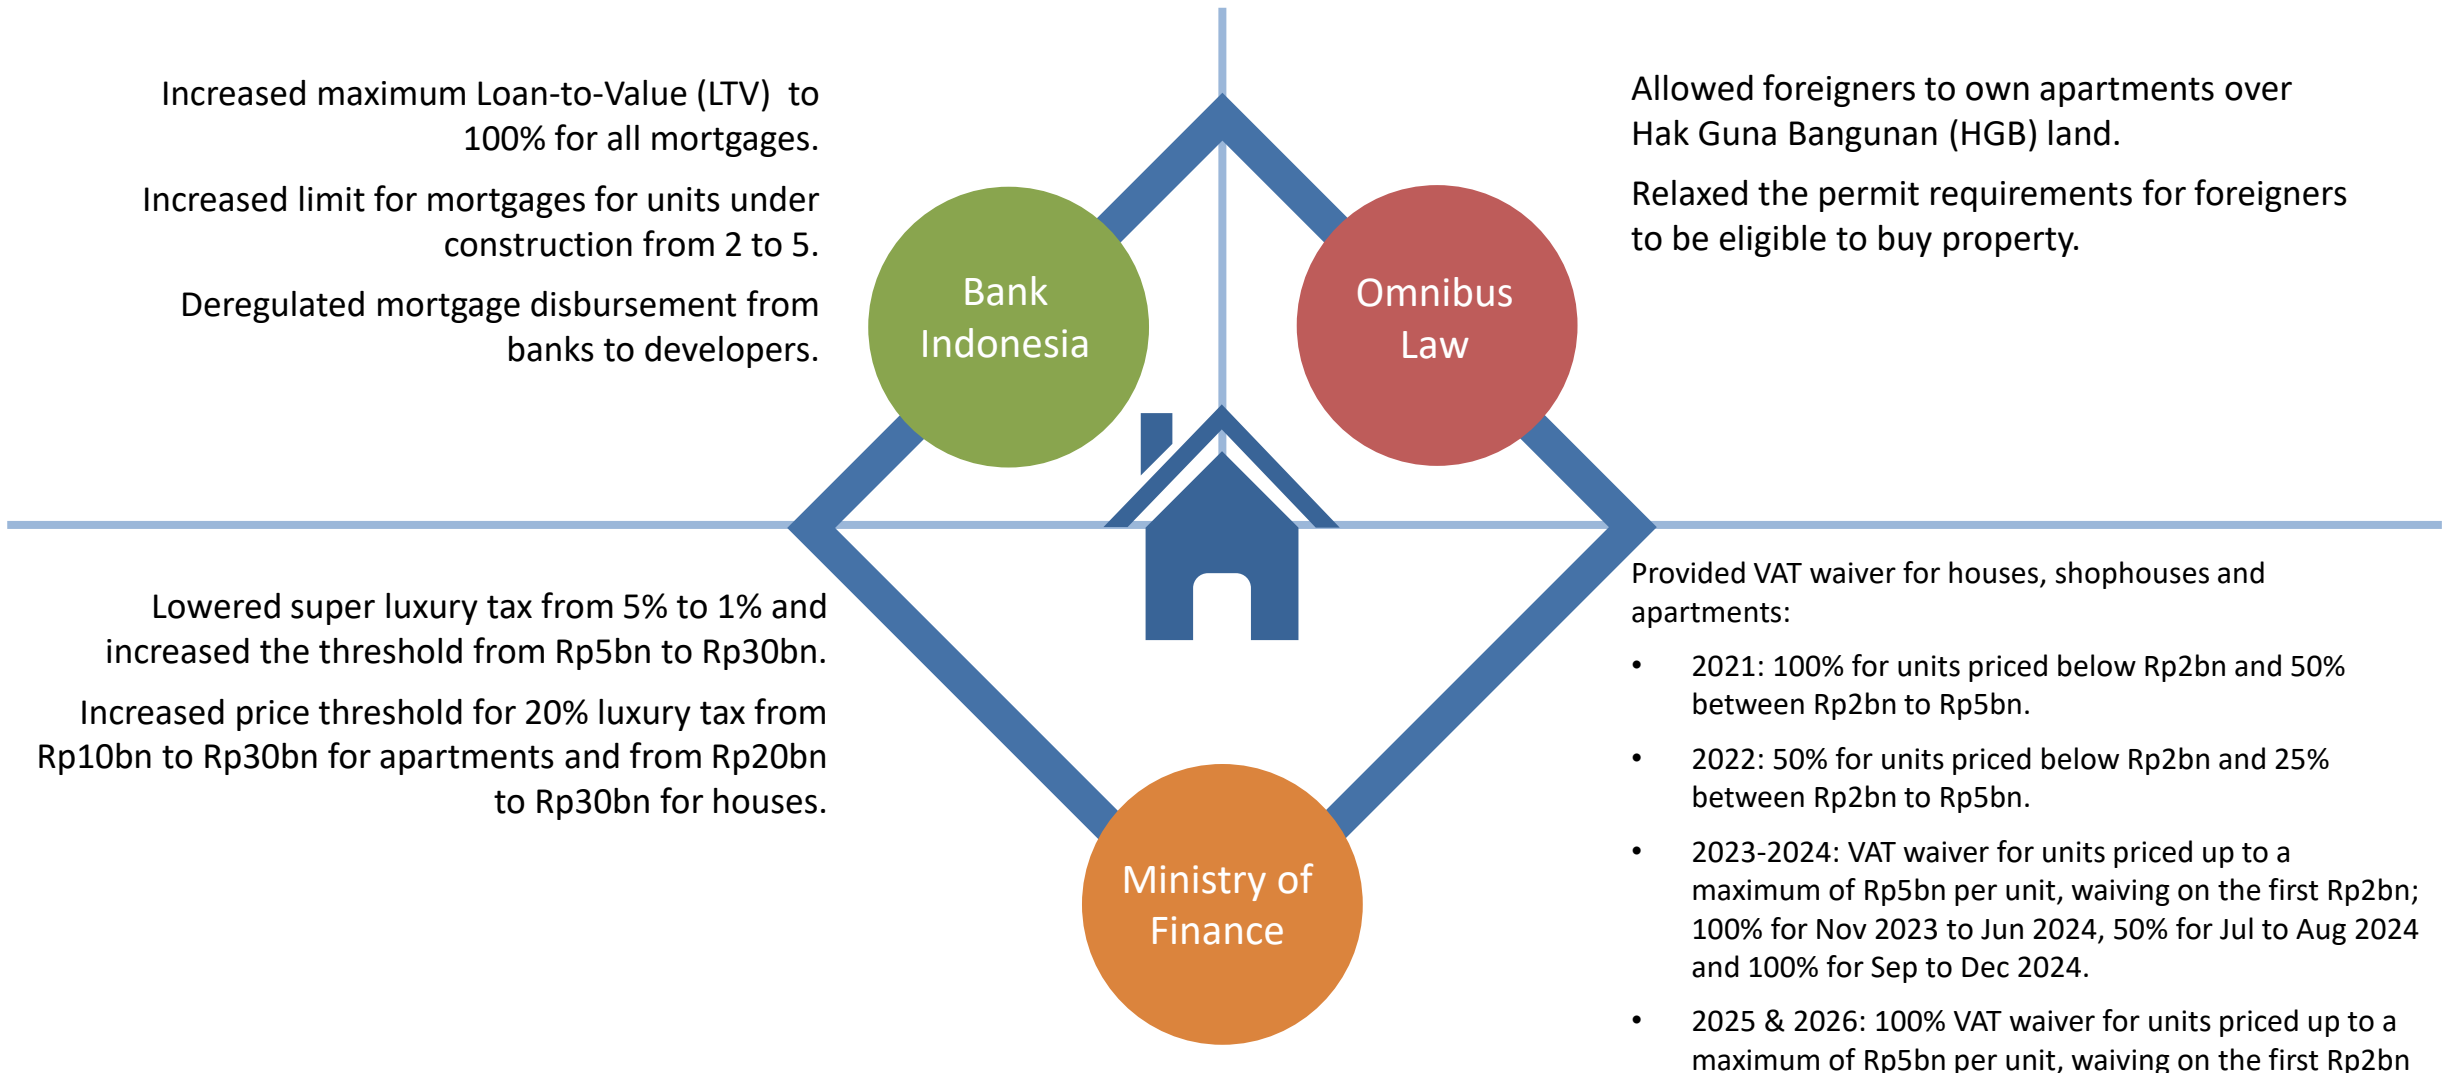 Increased maximum Loan-to-Value (LTV)  to
100% for all mortgages.
Increased limit for mortgages for units under
construction from 2 to 5.
Deregulated mortgage disbursement from
banks to developers.
Bank
Indonesia
Omnibus
Law
Allowed foreigners to own apartments over
Hak Guna Bangunan (HGB) land.
Relaxed the permit requirements for foreigners
to be eligible to buy property.
Lowered super luxury tax from 5% to 1% and
increased the threshold from Rp5bn to Rp30bn.
Increased price threshold for 20% luxury tax from
Rp10bn to Rp30bn for apartments and from Rp20bn
to Rp30bn for houses.
Ministry of
Finance
Provided VAT waiver for houses, shophouses and
apartments:
• 2021: 100% for units priced below Rp2bn and 50%
between Rp2bn to Rp5bn.
• 2022: 50% for units priced below Rp2bn and 25%
between Rp2bn to Rp5bn.
• 2023-2024: VAT waiver for units priced up to a
maximum of Rp5bn per unit, waiving on the first Rp2bn;
100% for Nov 2023 to Jun 2024, 50% for Jul to Aug 2024
and 100% for Sep to Dec 2024.
• 2025 & 2026: 100% VAT waiver for units priced up to a
maximum of Rp5bn per unit, waiving on the first Rp2bn